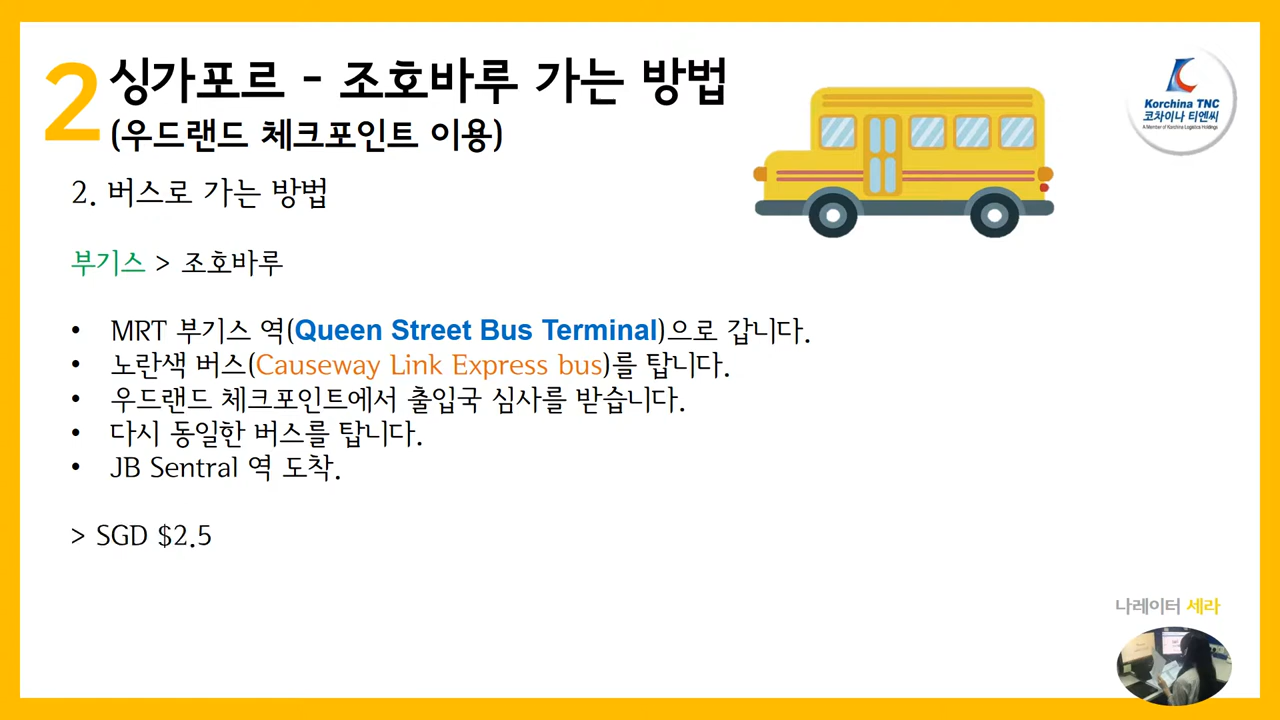 2
싱가포르 - 조호바루 가는 방법
(우드랜드 체크포인트 이용)
Korchina TNC
코차이나 티엔씨
A Member of Korchina Logistics Holdings
2. 버스로 가는 방법
부기스 > 조호바루
• MRT 부기스 역(Queen Street Bus Terminal)으로 갑니다.
• 노란색 버스(Causeway Link Express bus)를 탑니다.
• 우드랜드 체크포인트에서 출입국 심사를 받습니다.
• 다시 동일한 버스를 탑니다.
• JB Sentral 역 도착.
> SGD $2.5
나레이터 세라